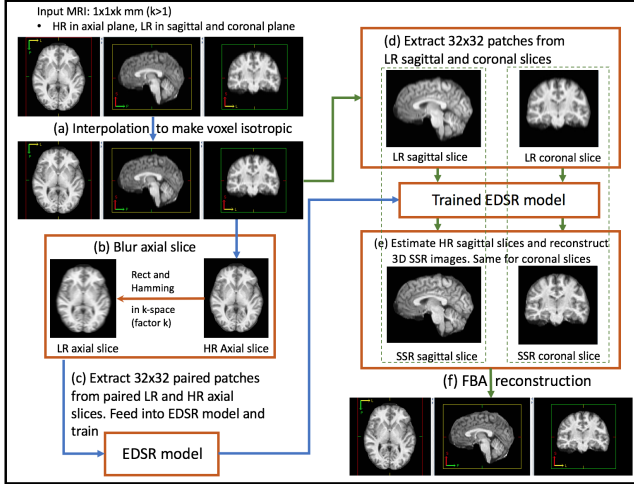 Input MRI: 1x1xk mm (k>1)
• HR in axial plane, LR in sagittal and coronal plane
(a) Interpolation to make voxel isotropic
(b) Blur axial slice
Rect and
Hamming
in k-space
(factor k)
LR axial slice
HR Axial slice
(c) Extract 32x32 paired patches
from paired LR and HR axial
slices. Feed into EDSR model and
train
EDSR model
(d) Extract 32x32 patches from
LR sagittal and coronal slices
LR sagittal slice
LR coronal slice
Trained EDSR model
(e) Estimate HR sagittal slices and reconstruct
3D SSR images. Same for coronal slices
SSR sagittal slice
SSR coronal slice
(f) FBA reconstruction